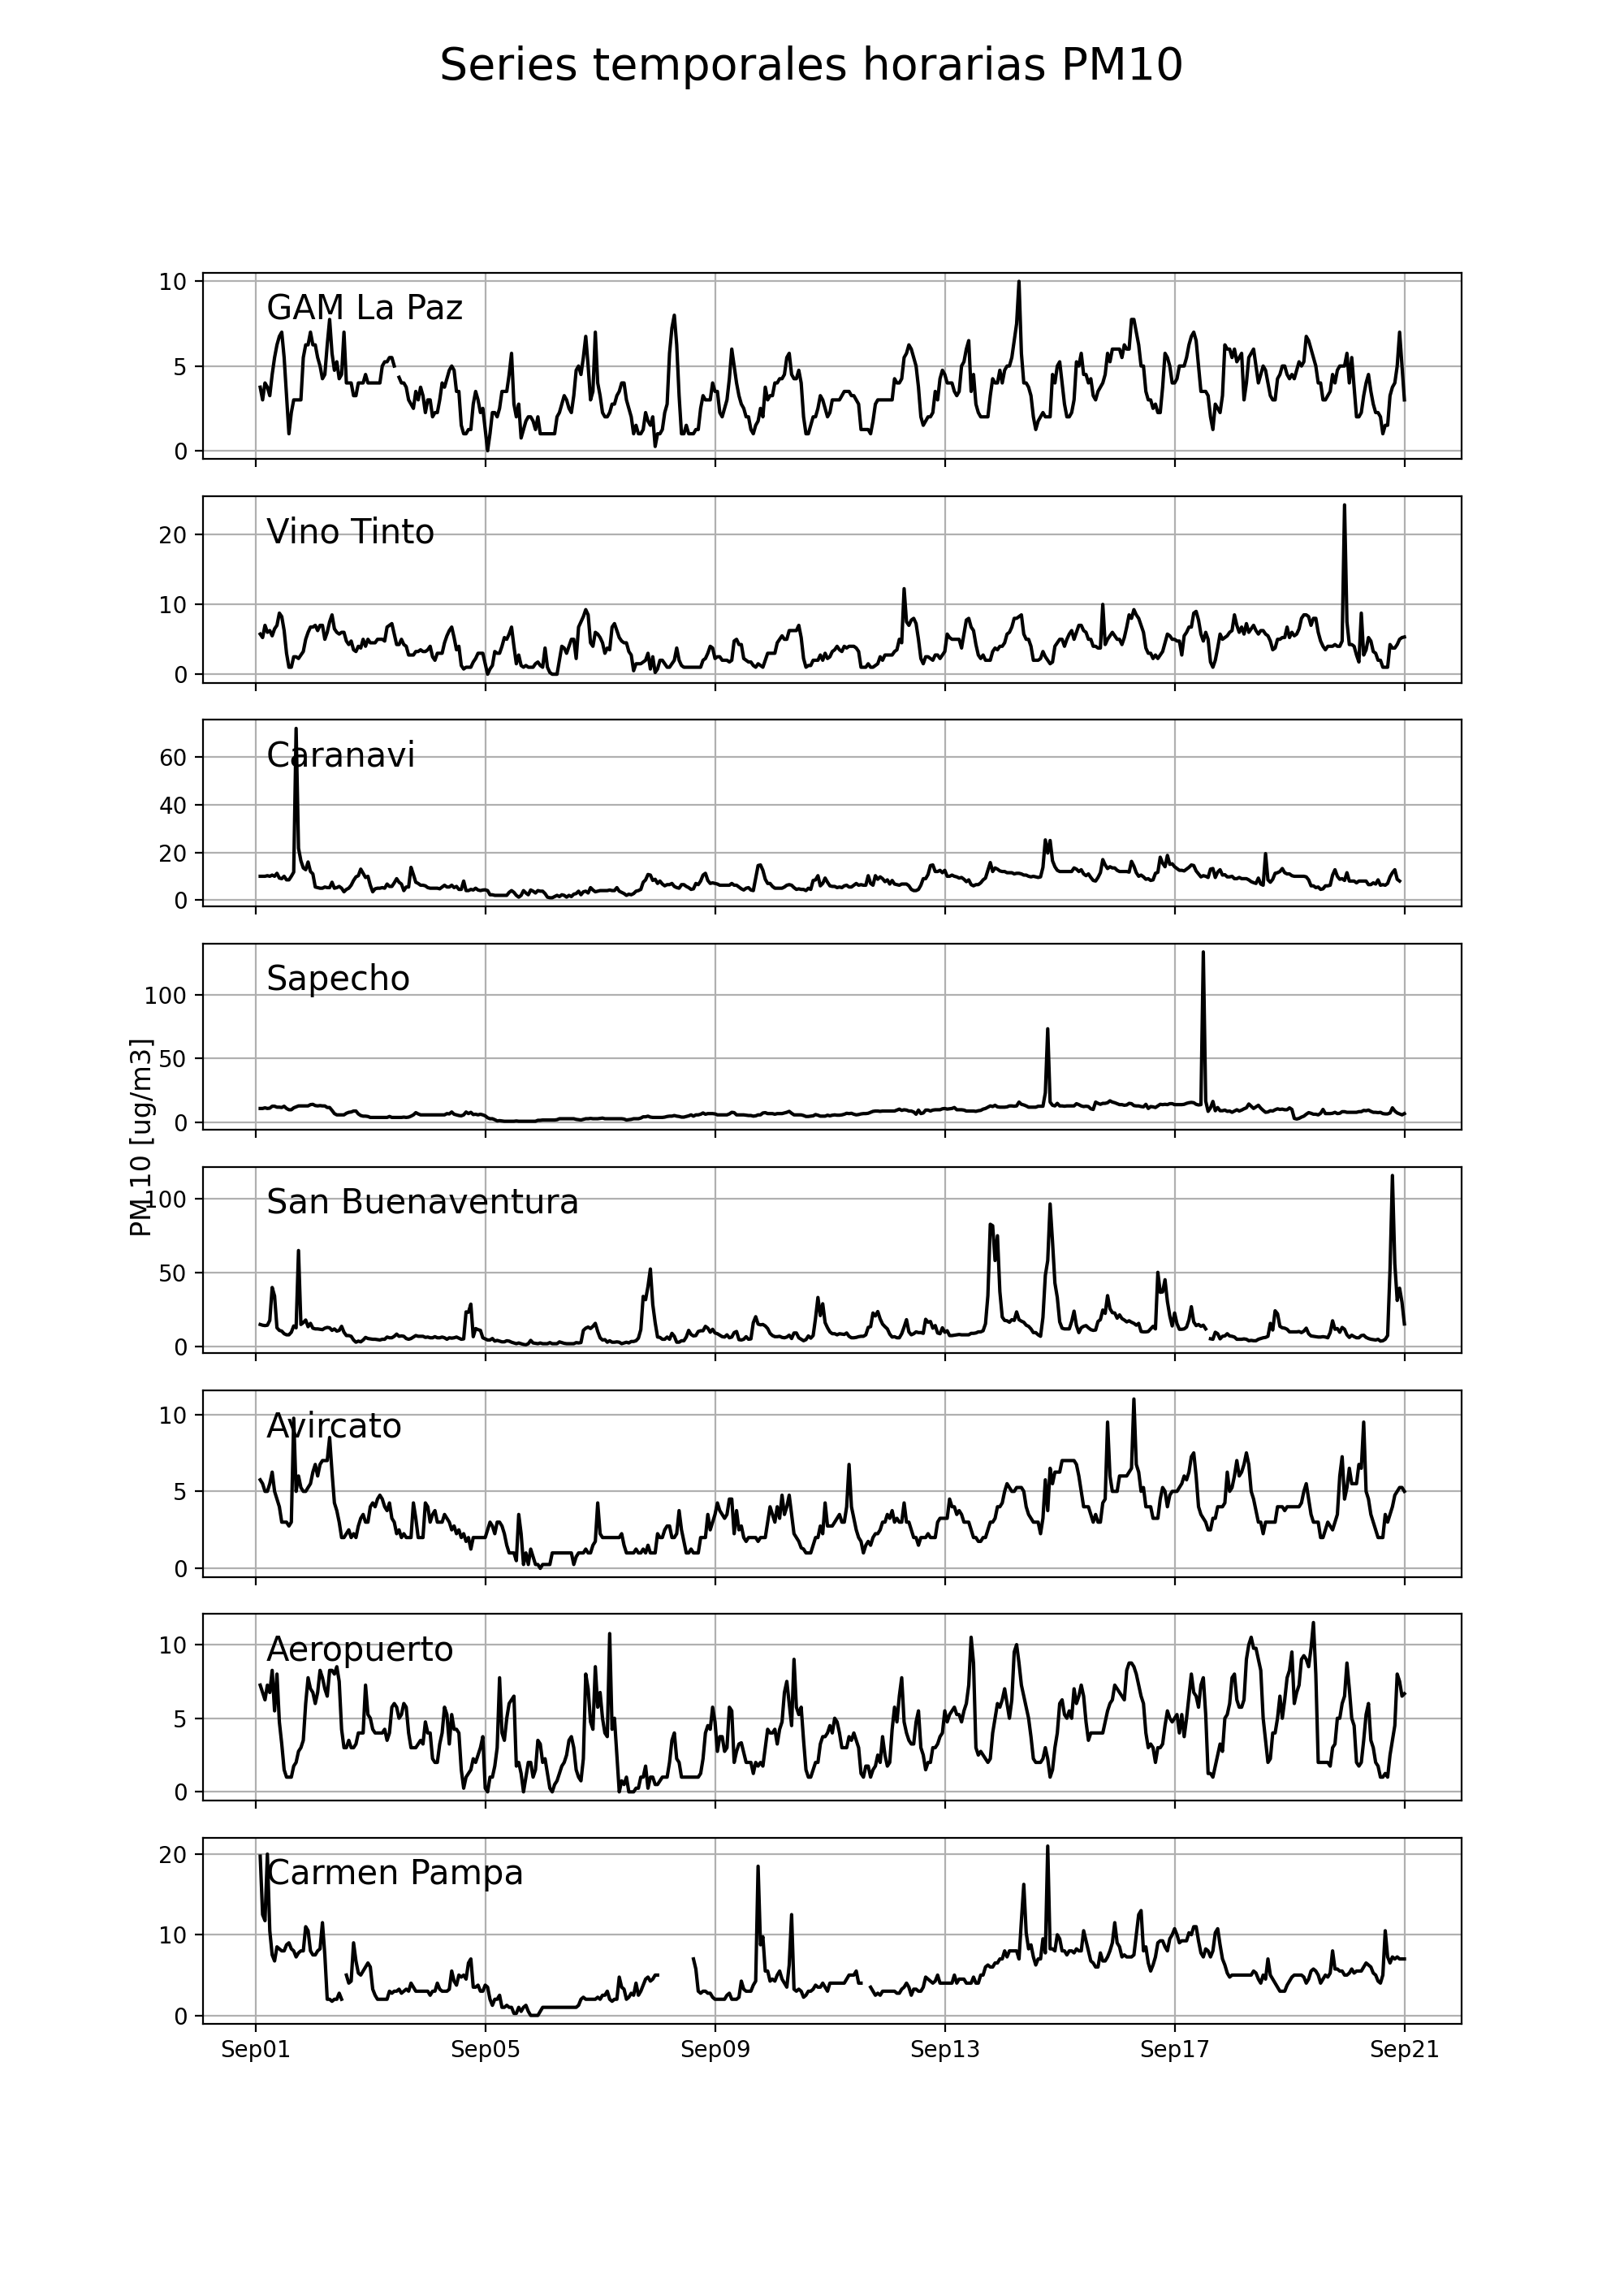 Series temporales horarias PM10
PM 10 [ug/m3]
GAM La Paz
10
5
0
Vino Tinto
20
10
0
Caranavi
60
40
20
0
Sapecho
100
50
0
San Buenaventura
100
50
0
Avircato
10
5
0
Aeropuerto
10
5
0
Carmen Pampa
20
10
0
Sep01 Sep05 Sep09 Sep13 Sep17 Sep21